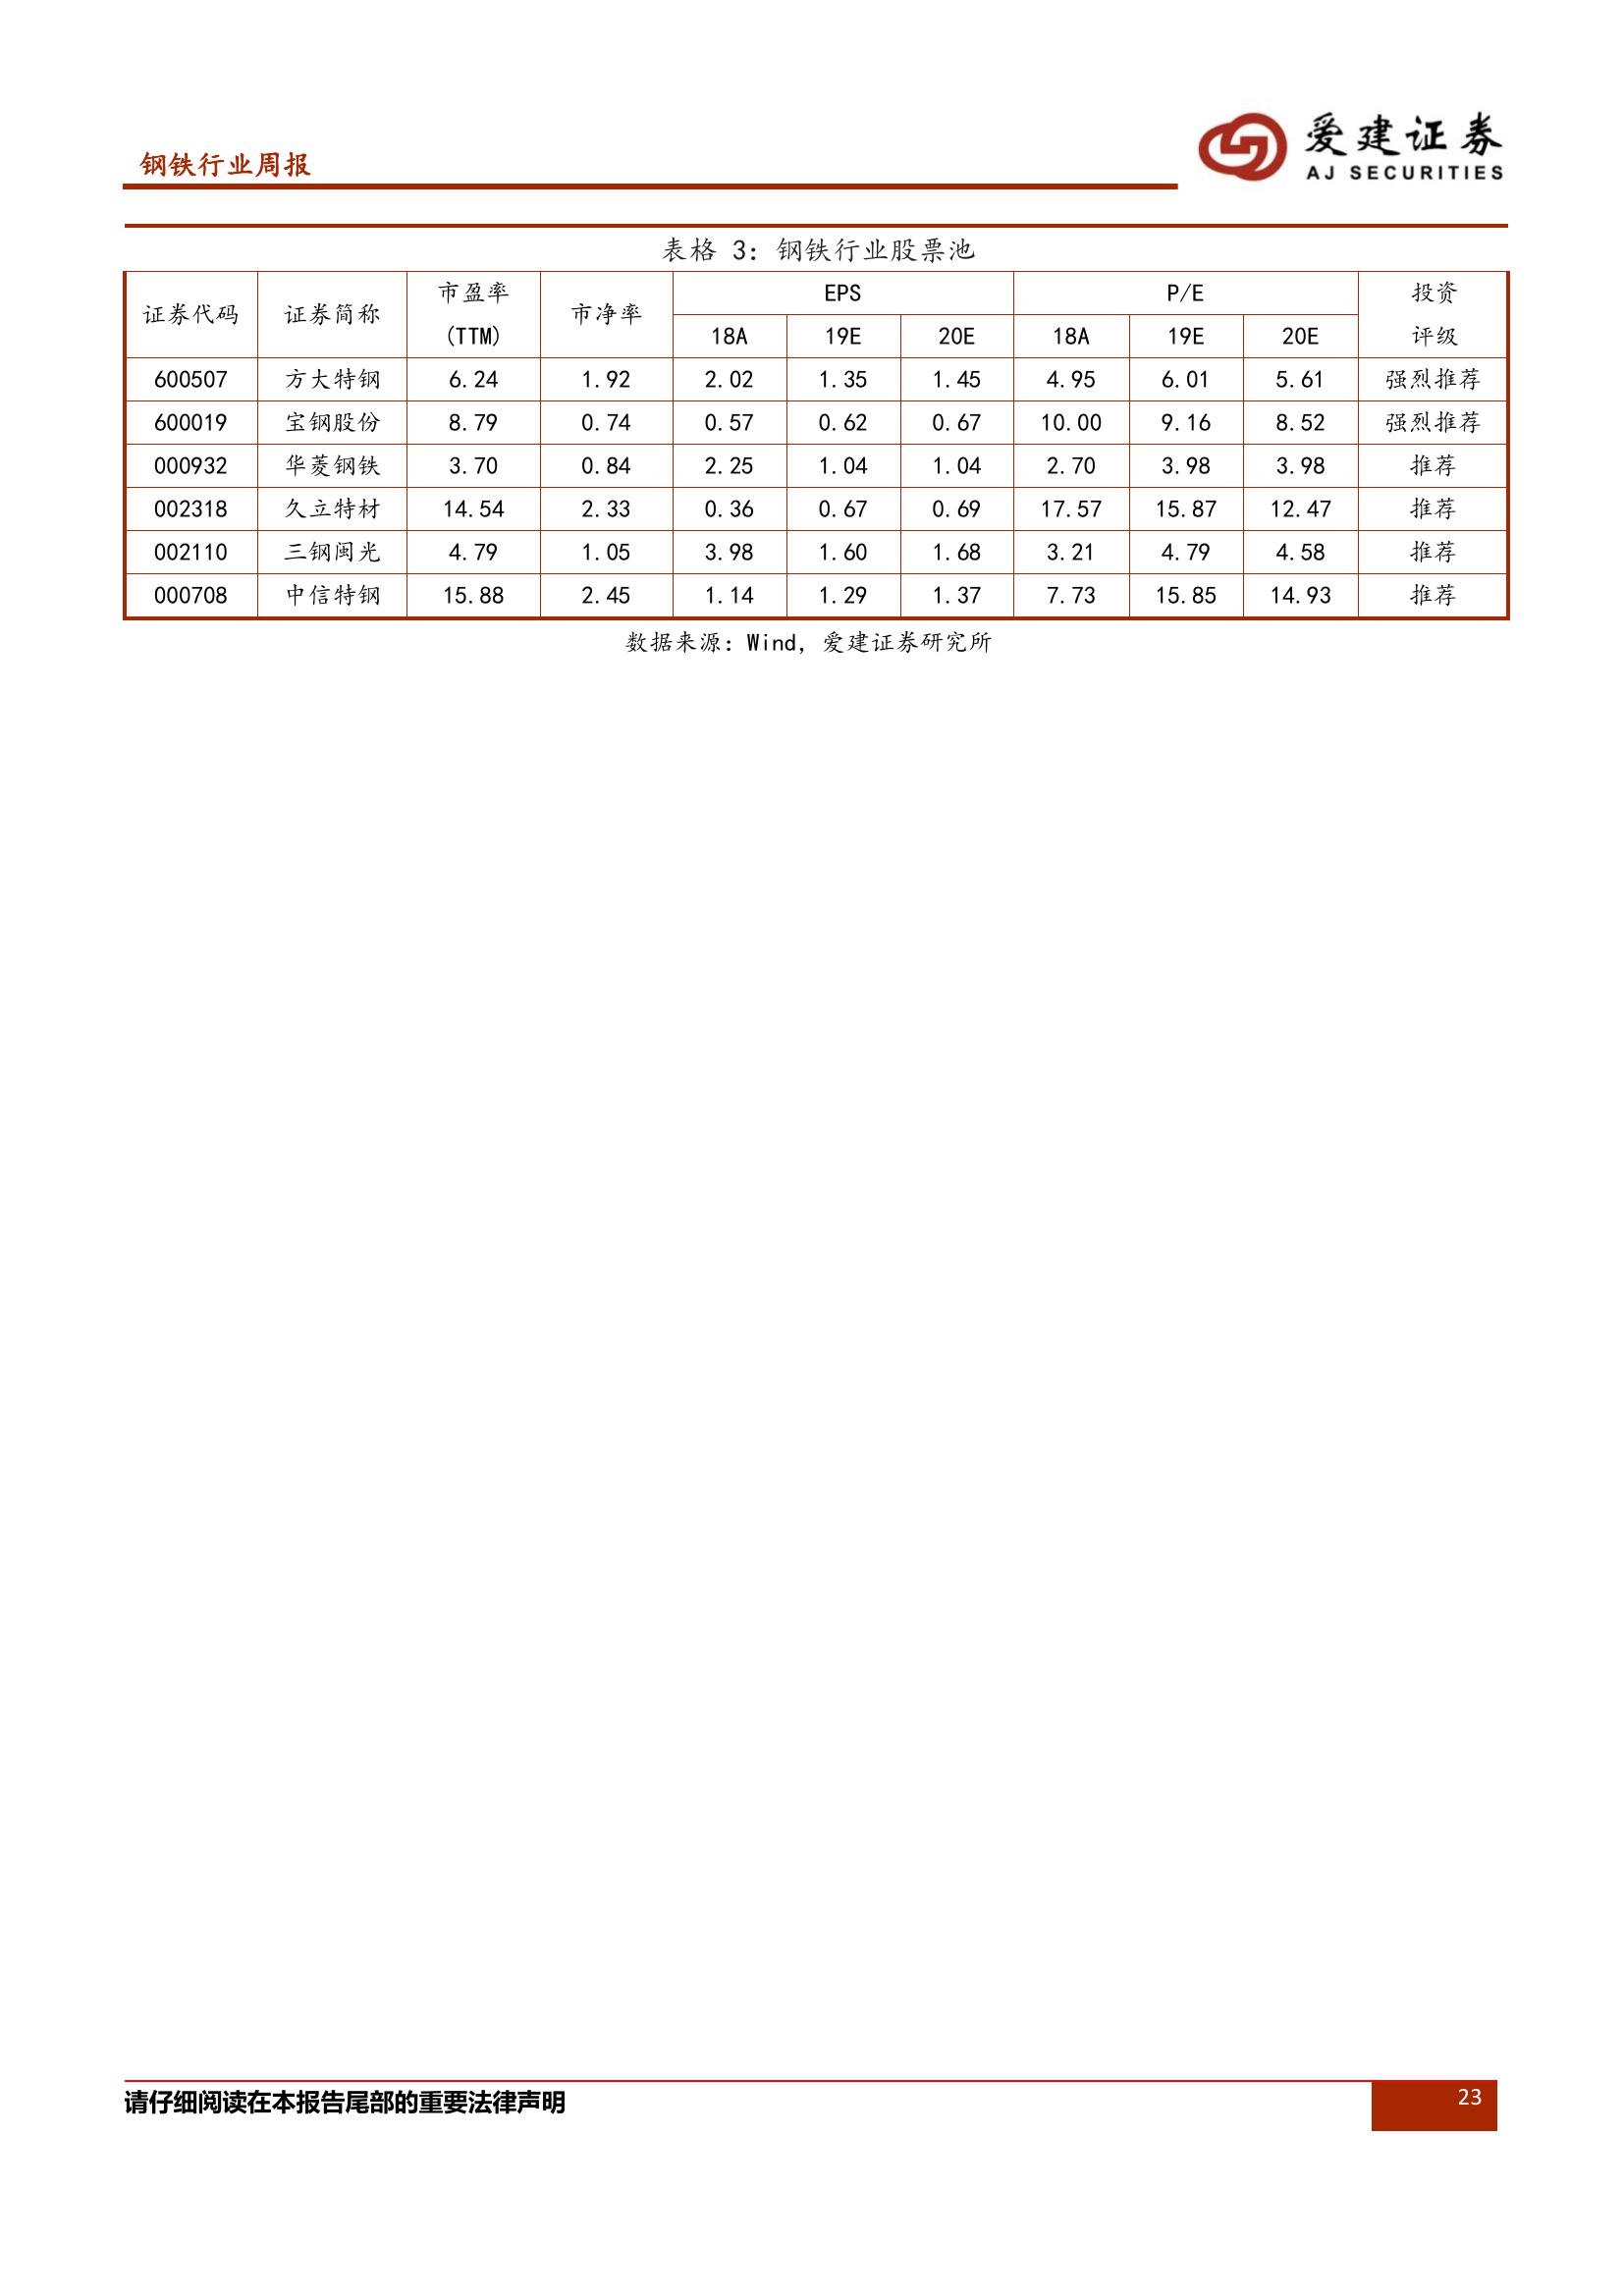 钢铁行业周报
爱建证券
AJ SECURITIES
表格 3：钢铁行业股票池
证券代码 证券简称 市盈率(TTM) 市净率 EPS P/E 投资评级
18A 19E 20E 18A 19E 20E
600507 方大特钢 6.24 1.92 2.02 1.35 1.45 4.95 6.01 5.61 强烈推荐
600019 宝钢股份 8.79 0.74 0.57 0.62 0.67 10.00 9.16 8.52 强烈推荐
000932 华菱钢铁 3.70 0.84 2.25 1.04 1.04 2.70 3.98 3.98 推荐
002318 久立特材 14.54 2.33 0.36 0.67 0.69 17.57 15.87 12.47 推荐
002110 三钢闽光 4.79 1.05 3.98 1.60 1.68 3.21 4.79 4.58 推荐
000708 中信特钢 15.88 2.45 1.14 1.29 1.37 7.73 15.85 14.93 推荐
数据来源：Wind，爱建证券研究所
请仔细阅读在本报告尾部的重要法律声明
23